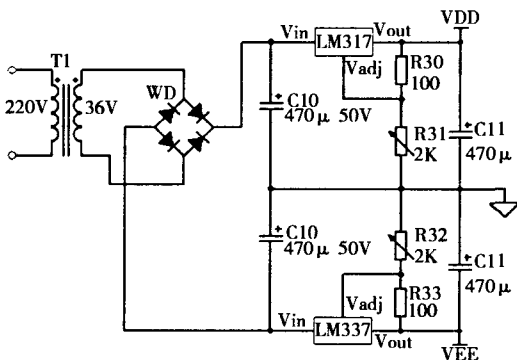 VDD
Vin
LM317
Vout
T1
Vadj
R30
100
220V
36V
WD
C10
470μ 50V
R31
2K
C11
470μ
C10
470μ 50V
R32
2K
C11
470μ
Vadj
R33
100
Vin
LM337
Vout
VEE